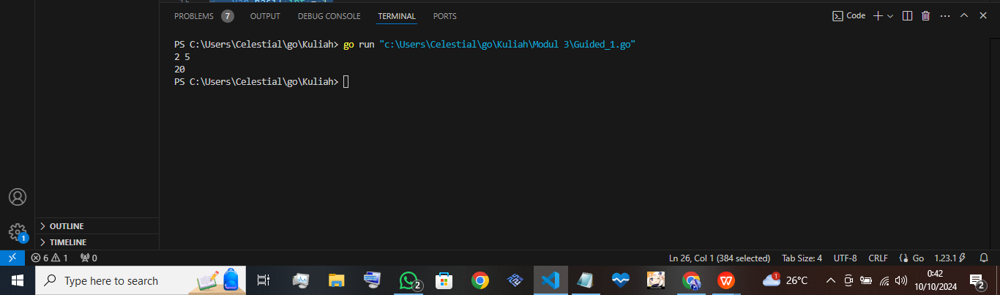 PROBLEMS 7 OUTPUT DEBUG CONSOLE TERMINAL PORTS Code
PS C:\Users\Celestial\go\Kuliah> go run "c:\Users\Celestial\go\Kuliah\Modul 3\Guided_1.go"
2 5
20
PS C:\Users\Celestial\go\Kuliah>
OUTLINE
1
TIMELINE
6 1 0 Ln 26, Col 1 (384 selected) Tab Size: 4 UTF-8 CRLF Go 1.23.1
Type here to search 2 W 1 26°C 0:42
10/10/2024 2